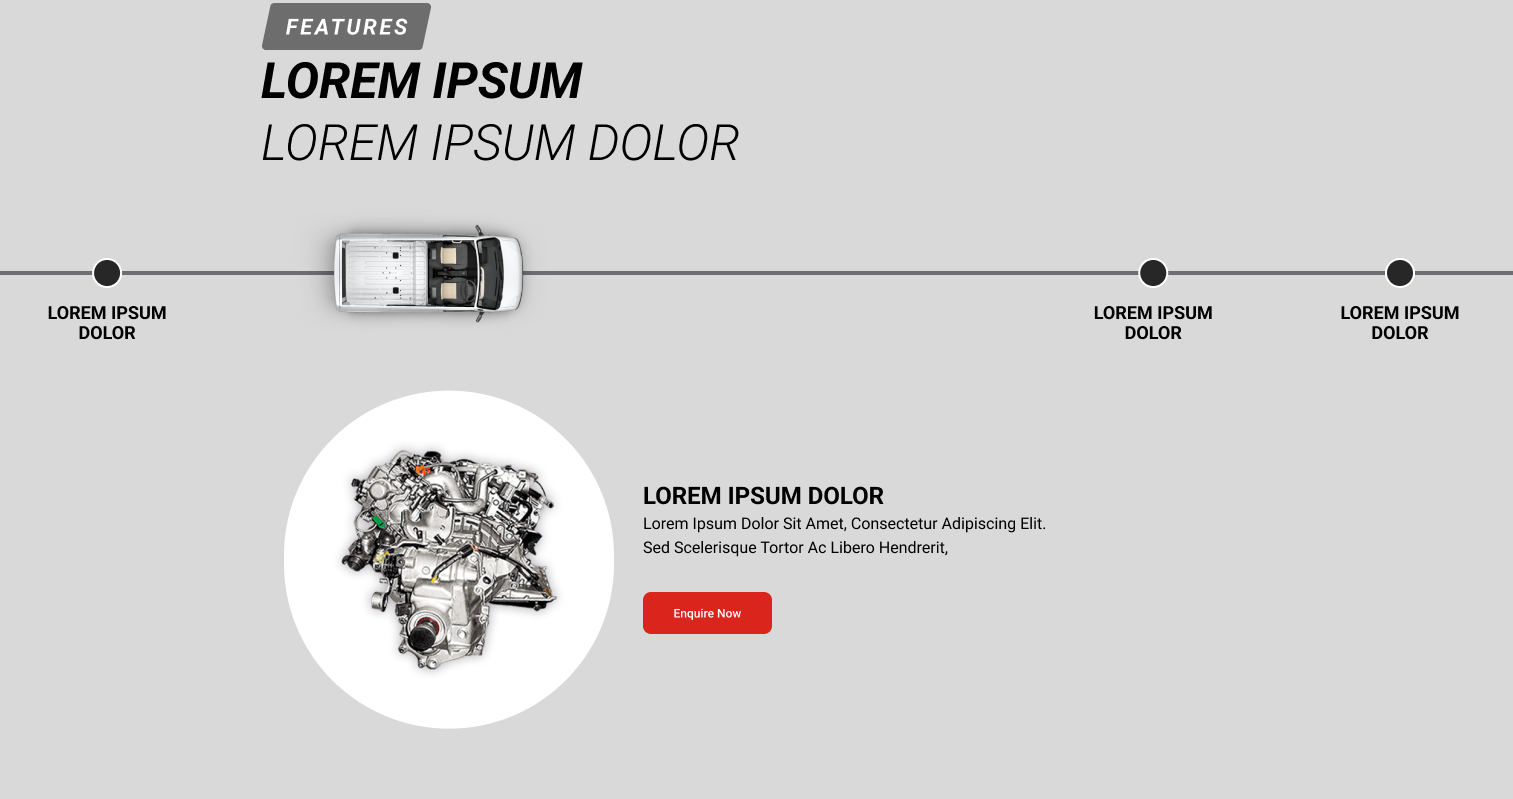 FEATURES
LOREM IPSUM
LOREM IPSUM DOLOR
LOREM IPSUM
DOLOR
LOREM IPSUM
DOLOR
LOREM IPSUM
DOLOR
LOREM IPSUM DOLOR
Lorem Ipsum Dolor Sit Amet, Consectetur Adipiscing Elit.
Sed Scelerisque Tortor Ac Libero Hendrerit,
Enquire Now